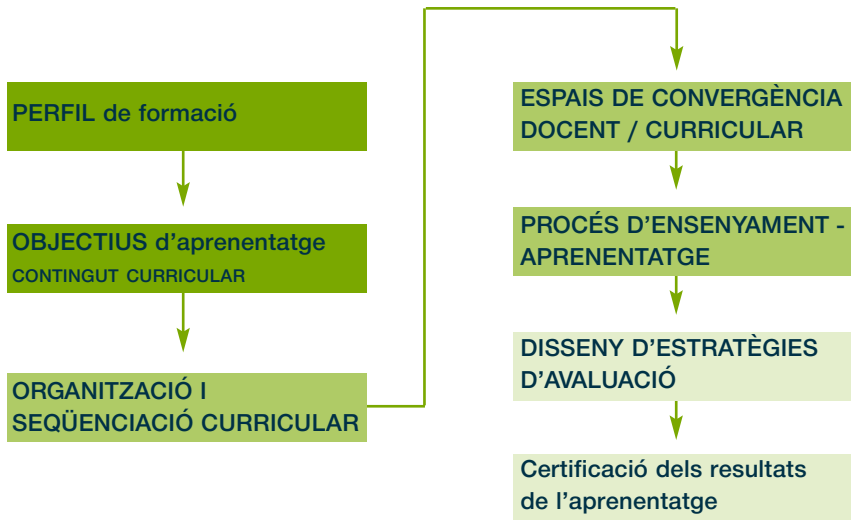 PERFIL de formació
OBJECTIUS d'aprenentatge
CONTINGUT CURRICULAR
ORGANITZACIÓ I
SEQÜENCIACIÓ CURRICULAR
ESPAIS DE CONVERGÈNCIA
DOCENT / CURRICULAR
PROCÉS D'ENSENYAMENT -
APRENENTATGE
DISSENY D'ESTRATÈGIES
D'AVALUACIÓ
Certificació dels resultats
de l'aprenentatge